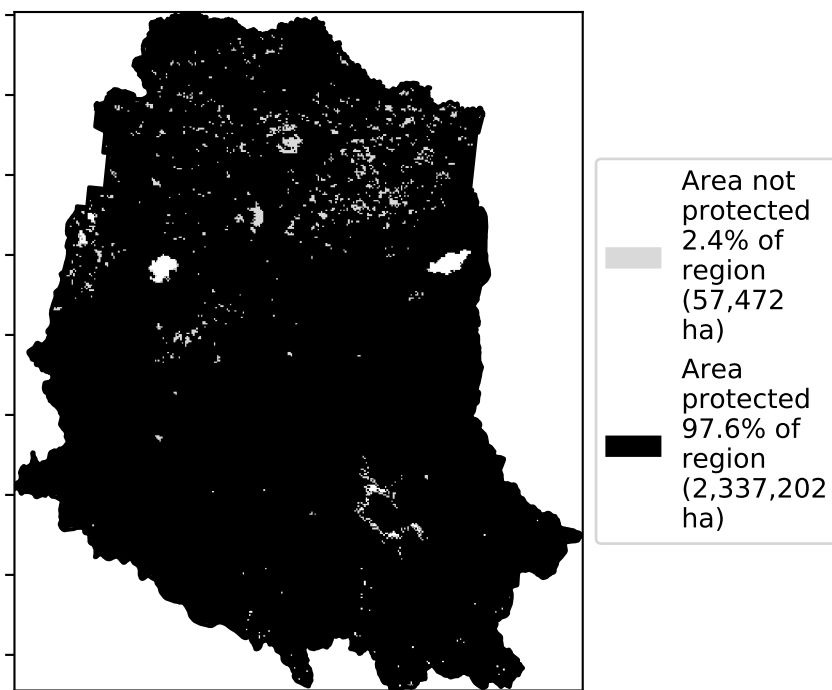 Area not
protected
2.4% of
region
(57,472
ha)
Area
protected
97.6% of
region
(2,337,202
ha)